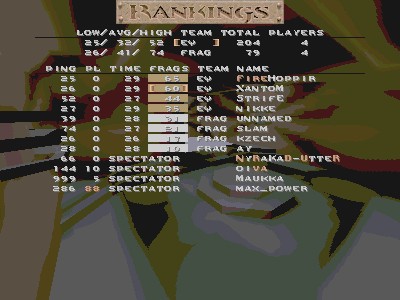 RANKINGS
LOW/AVG/HIGH TEAM TOTAL PLAYERS
25/ 32/ 52 [EV ] 204 4
26/ 41/ 74 FRAG 79 4
PING PL TIME FRAGS TEAM NAME
25 0 29 65 EV FIREHOPPIR
26 0 29 [ 60] EV XANTOM
52 0 27 44 EV STRIFE
29 0 29 35 EV NIKKE
39 0 28 31 FRAG UNNAMED
74 0 27 21 FRAG SLAM
26 0 26 17 FRAG KZECH
28 0 28 10 FRAG AY
66 0 SPECTATOR NYRAKAD-UTTER
144 10 SPECTATOR OIVA
999 5 SPECTATOR MAUKKA
286 88 SPECTATOR MAX_POWER